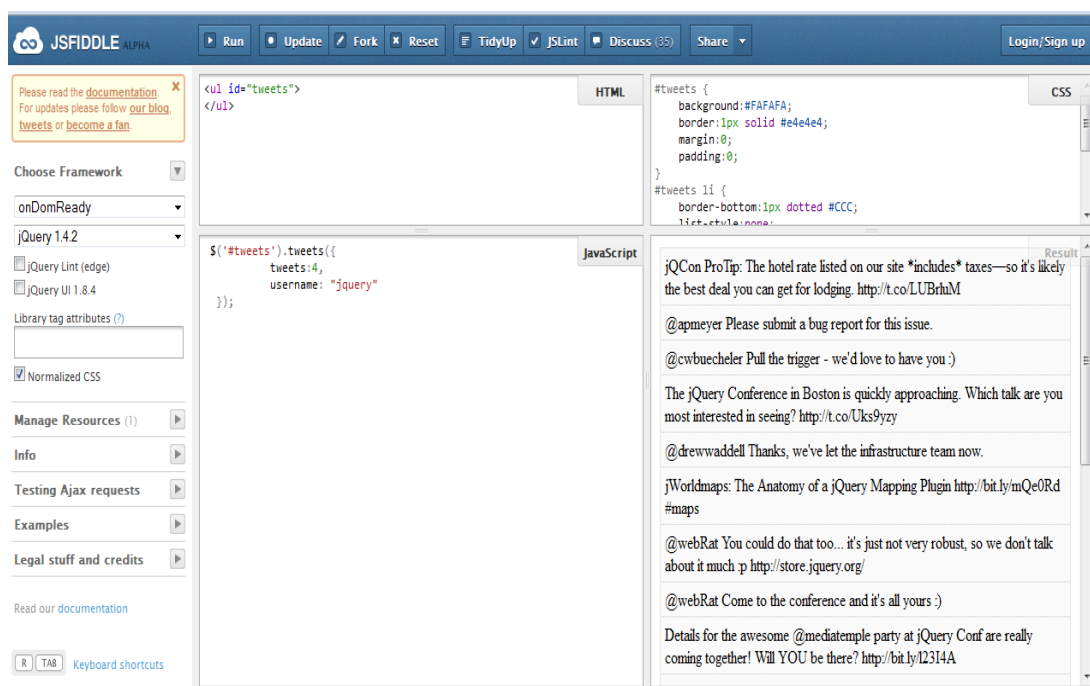 JSFIDDLE ALPHA
Run
Update
Fork
Reset
TidyUp
JSLint
Discuss (35)
Share
Login/Sign up
Please read the documentation.
For updates please follow our blog,
tweets or become a fan.
X
Choose Framework
onDomReady
jQuery 1.4.2
jQuery Lint (edge)
jQuery UI 1.8.4
Library tag attributes (?)
Normalized CSS
Manage Resources (1)
Info
Testing Ajax requests
Examples
Legal stuff and credits
Read our documentation
R TAB Keyboard shortcuts
<ul id="tweets">
</ul>
HTML
#tweets {
background:#FAFAFA;
border:1px solid #e4e4e4;
margin:0;
padding:0;
}
#tweets li {
border-bottom:1px dotted #CCC;
list-style:none;
CSS
$('#tweets').tweets({
tweets:4,
username: "jquery"
});
JavaScript
Result
jQCon ProTip: The hotel rate listed on our site *includes* taxes—so it's likely
the best deal you can get for lodging. http://t.co/LUBrhrM
@apmeyer Please submit a bug report for this issue.
@cwbuecheler Pull the trigger - we'd love to have you :)
The jQuery Conference in Boston is quickly approaching. Which talk are you
most interested in seeing? http://t.co/Uks9yzy
@drewwaddell Thanks, we've let the infrastructure team now.
jWorldmaps: The Anatomy of a jQuery Mapping Plugin http://bit.ly/mQe0Rd
#maps
@webRat You could do that too... it's just not very robust, so we don't talk
about it much :p http://store.jquery.org/
@webRat Come to the conference and it's all yours :)
Details for the awesome @mediatemple party at jQuery Conf are really
coming together! Will YOU be there? http://bit.ly/l23I4A